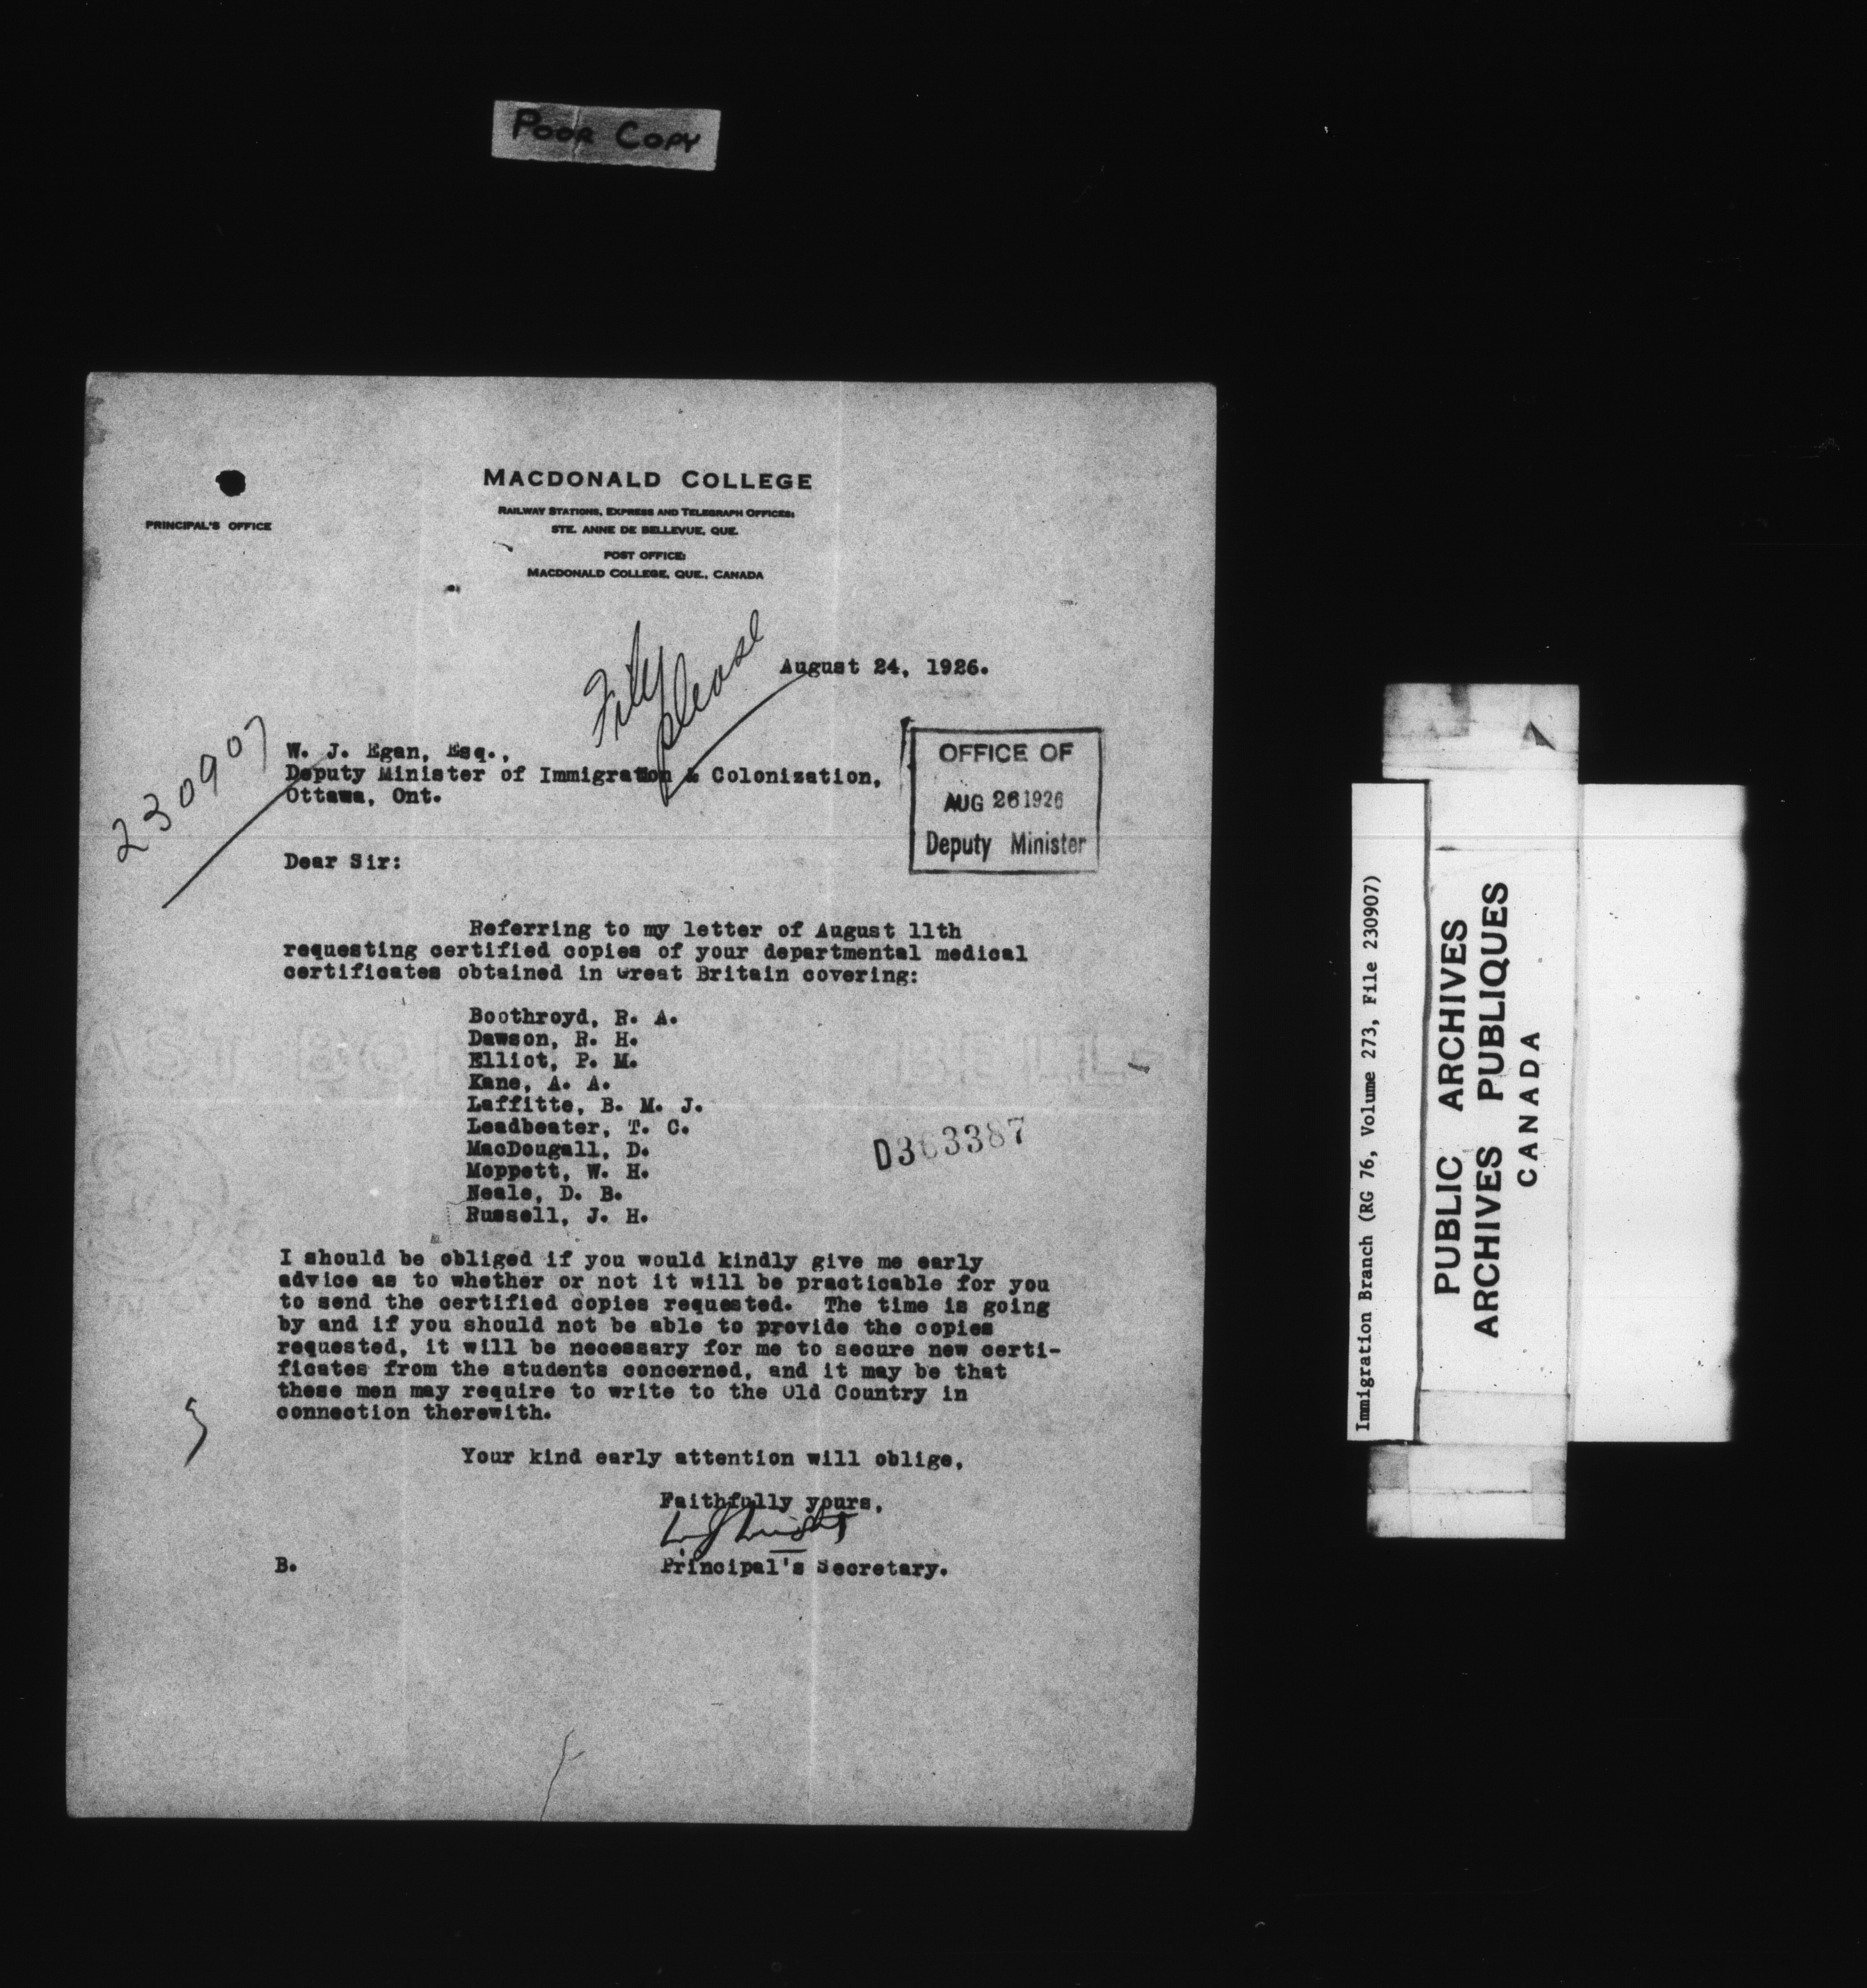 Poor Copy
MACDONALD COLLEGE
RAILWAY STATIONS, EXPRESS AND TELEGRAPH OFFICES:
STE. ANNE DE BELLEVUE, QUE.
POST OFFICE:
MACDONALD COLLEGE, QUE., CANADA
PRINCIPAL'S OFFICE
please
August 24, 1926.
230907
W. J. Egan, Esq.,
Deputy Minister of Immigration & Colonization,
Ottawa, Ont.
OFFICE OF
AUG 26 1926
Deputy Minister
Dear Sir:
Referring to my letter of August 11th
requesting certified copies of your departmental medical
certificates obtained in Great Britain covering:
Boothroyd, R. A.
Dawson, R. H.
Elliot, P. M.
Kane, A. A.
Laffitte, B. M. J.
Leadbeater, T. C.
MacDougall, D.
Moppett, W. H.
Neale, D. B.
Russell, J. H.
D363387
I should be obliged if you would kindly give me early
advice as to whether or not it will be practicable for you
to send the certified copies requested. The time is going
by and if you should not be able to provide the copies
requested, it will be necessary for me to secure new certi-
ficates from the students concerned, and it may be that
these men may require to write to the Old Country in
connection therewith.
Your kind early attention will oblige,
Faithfully yours,
Principal's Secretary.
B.
Immigration Branch (RG 76, Volume 273, File 230907)
PUBLIC ARCHIVES
ARCHIVES PUBLIQUES
CANADA